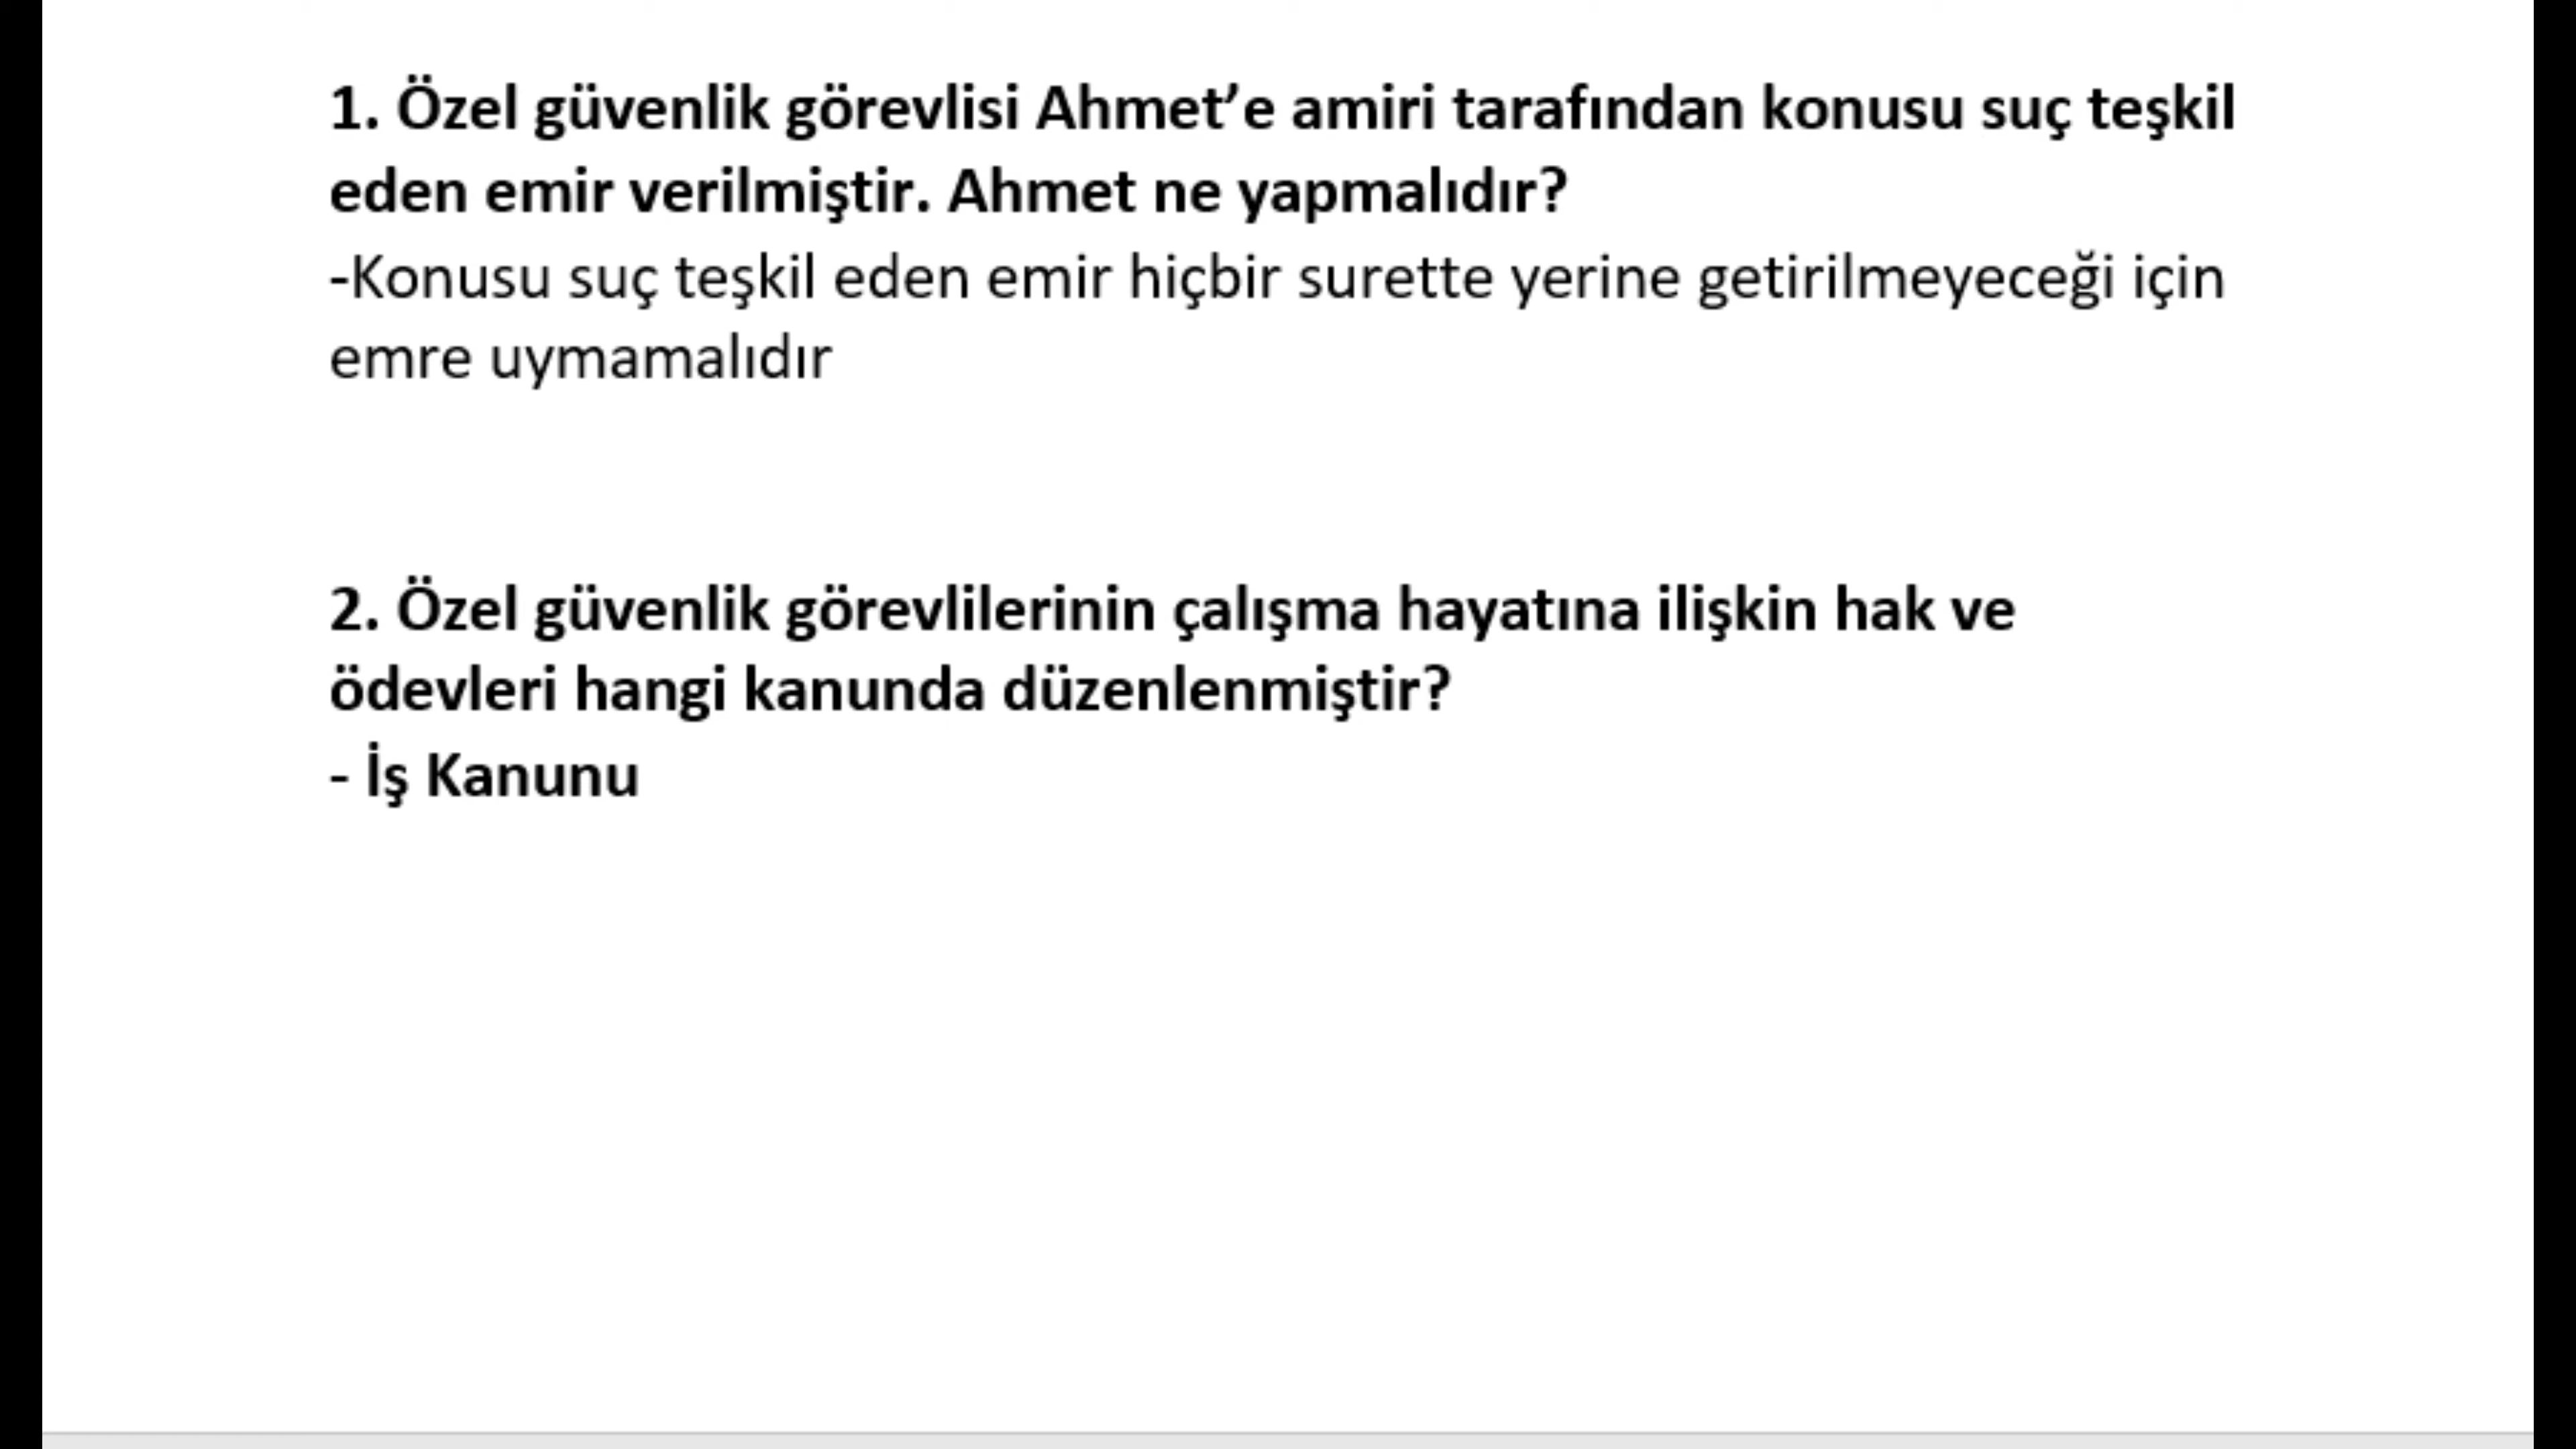 1. Özel güvenlik görevlisi Ahmet’e amiri tarafından konusu suç teşkil
eden emir verilmiştir. Ahmet ne yapmalıdır?
-Konusu suç teşkil eden emir hiçbir surette yerine getirilmeyeceği için
emre uymamalıdır
2. Özel güvenlik görevlilerinin çalışma hayatına ilişkin hak ve
ödevleri hangi kanunda düzenlenmiştir?
- İş Kanunu